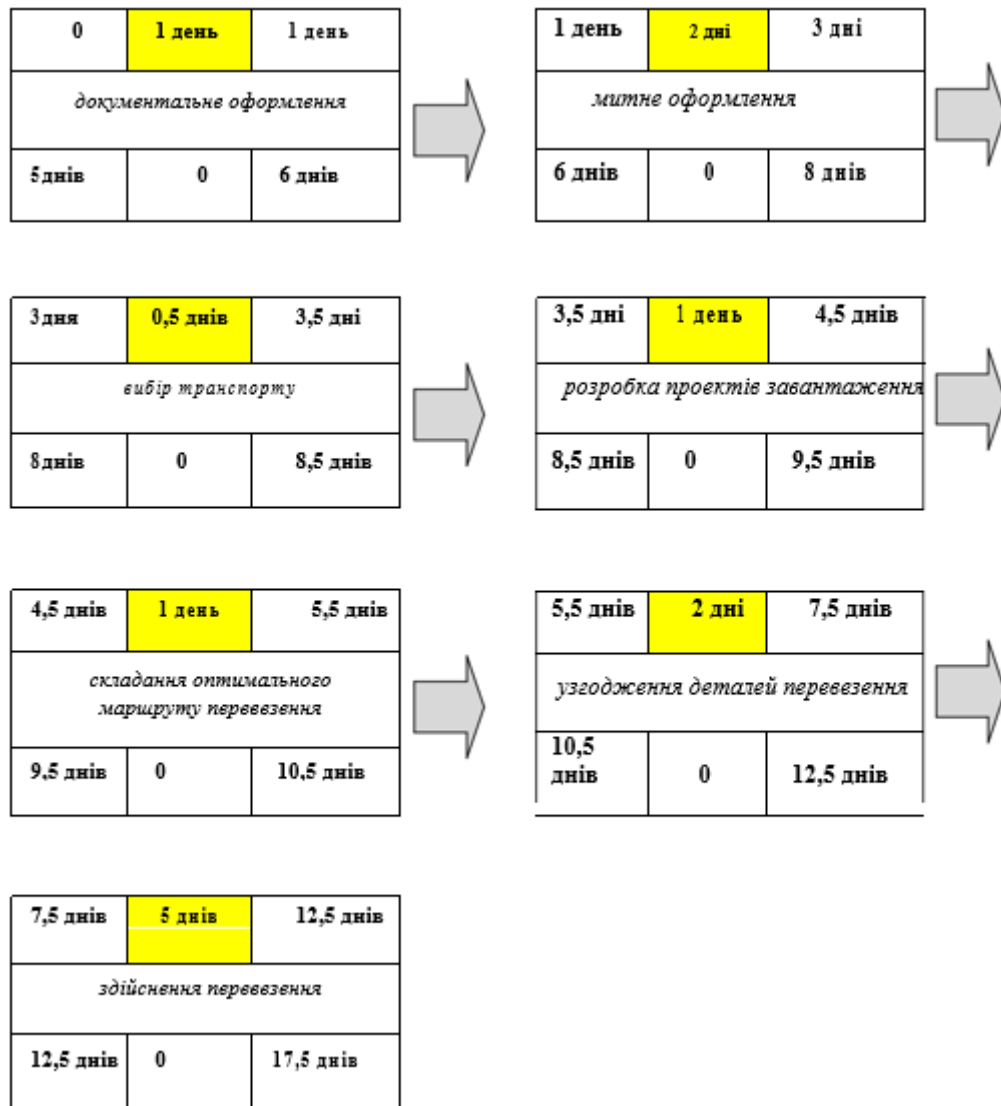 0 1 день 1 день
документальне оформлення
5днів 0 6 днів
1 день 2 дні 3 дні
митне оформлення
6 днів 0 8 днів
3дня 0,5 днів 3,5 дні
вибір транспорту
8днів 0 8,5 днів
3,5 дні 1 день 4,5 днів
розробка проектів завантаження
8,5 днів 0 9,5 днів
4,5 днів 1 день 5,5 днів
складання оптимального
маршруту перевезення
9,5 днів 0 10,5 днів
5,5 днів 2 дні 7,5 днів
узгодження деталей перевезення
10,5
днів 0 12,5 днів
7,5 днів 5 днів 12,5 днів
здійснення перевезення
12,5 днів 0 17,5 днів